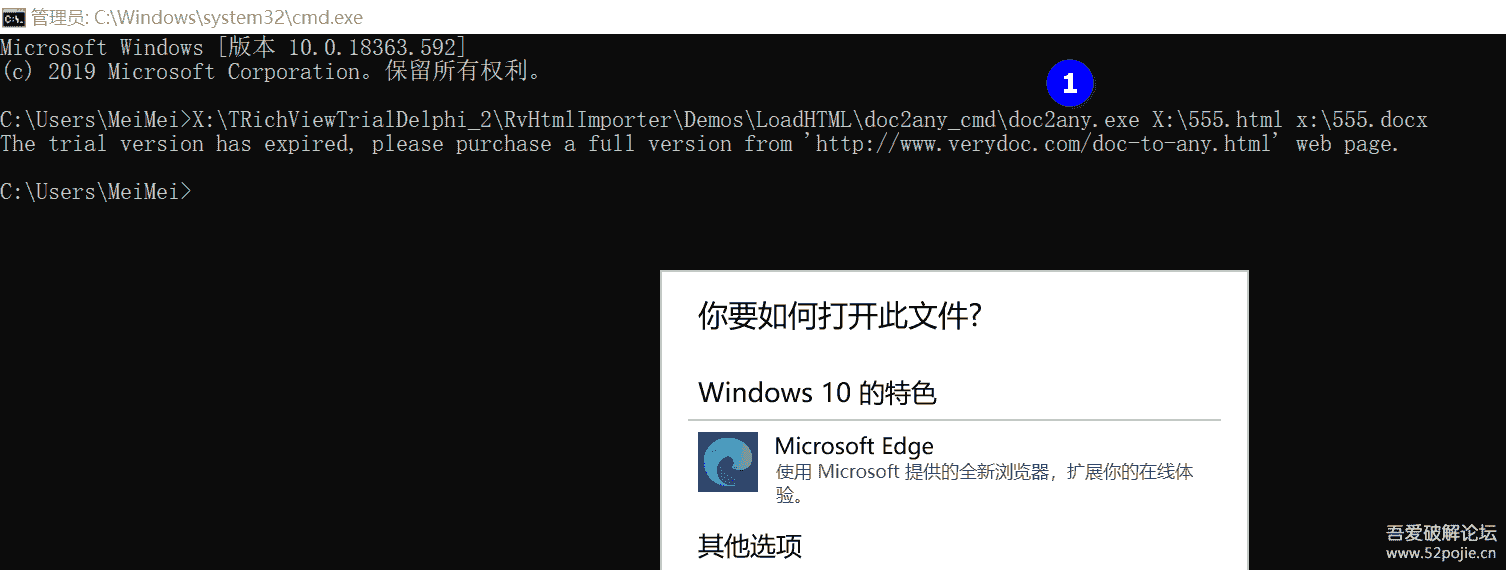 管理员: C:\Windows\system32\cmd.exe
Microsoft Windows [版本 10.0.18363.592]
(c) 2019 Microsoft Corporation。保留所有权利。
1
C:\Users\MeiMei>X:\TRichViewTrialDelphi_2\RvHtmlImporter\Demos\LoadHTML\doc2any_cmd\doc2any.exe X:\555.html x:\555.docx
The trial version has expired, please purchase a full version from 'http://www.verydoc.com/doc-to-any.html' web page.
C:\Users\MeiMei>
你要如何打开此文件?
Windows 10 的特色
Microsoft Edge
使用 Microsoft 提供的全新浏览器，扩展你的在线体
验。
其他选项
吾爱破解论坛
www.52pojie.cn